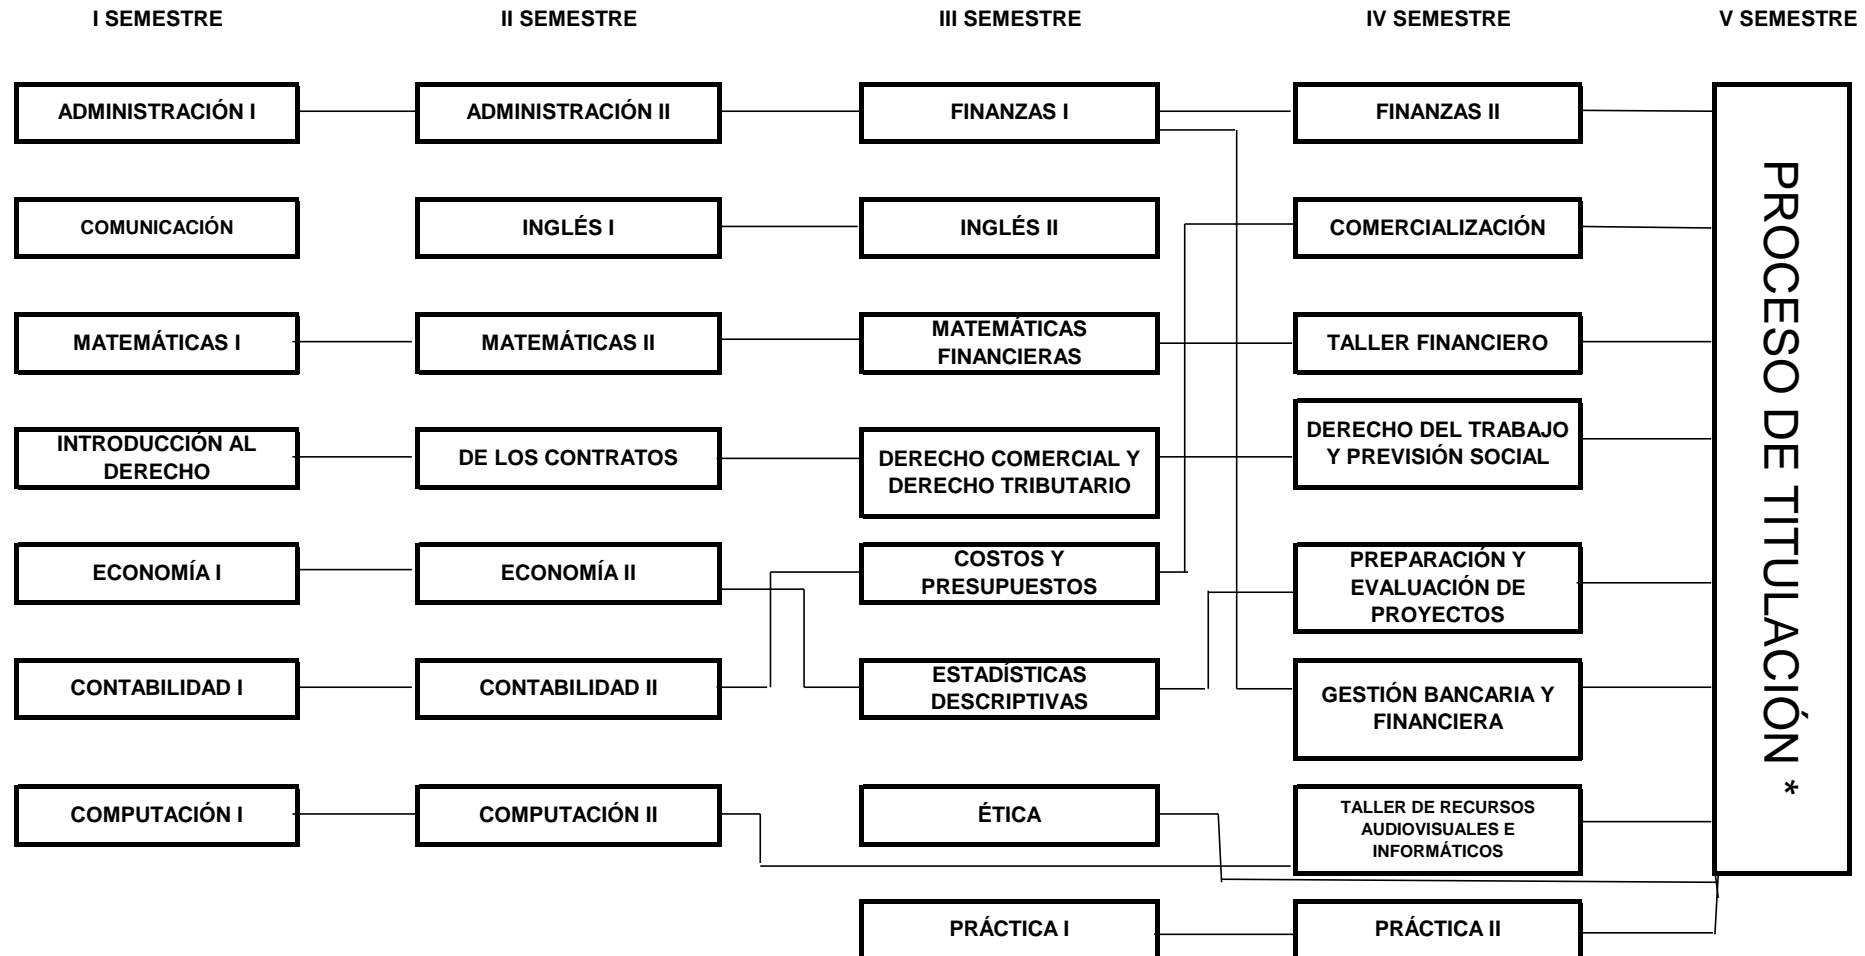 I SEMESTRE
II SEMESTRE
III SEMESTRE
IV SEMESTRE
V SEMESTRE
ADMINISTRACIÓN I
ADMINISTRACIÓN II
FINANZAS I
FINANZAS II
COMUNICACIÓN
INGLÉS I
INGLÉS II
COMERCIALIZACIÓN
MATEMÁTICAS I
MATEMÁTICAS II
MATEMÁTICAS
FINANCIERAS
TALLER FINANCIERO
INTRODUCCIÓN AL
DERECHO
DE LOS CONTRATOS
DERECHO COMERCIAL Y
DERECHO TRIBUTARIO
DERECHO DEL TRABAJO
Y PREVISIÓN SOCIAL
ECONOMÍA I
ECONOMÍA II
COSTOS Y
PRESUPUESTOS
PREPARACIÓN Y
EVALUACIÓN DE
PROYECTOS
CONTABILIDAD I
CONTABILIDAD II
ESTADÍSTICAS
DESCRIPTIVAS
GESTIÓN BANCARIA Y
FINANCIERA
COMPUTACIÓN I
COMPUTACIÓN II
ÉTICA
TALLER DE RECURSOS
AUDIOVISUALES E
INFORMÁTICOS
PRÁCTICA I
PRÁCTICA II
PROCESO DE TITULACIÓN *